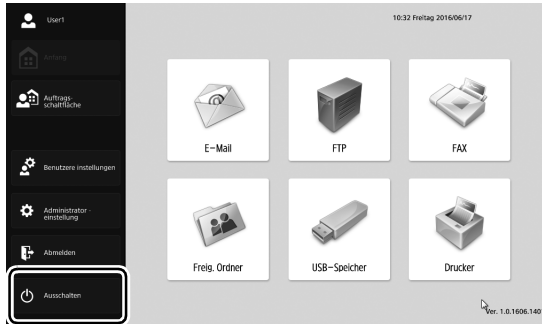 User1
10:32 Freitag 2016/06/17
Anfang
Auftrags-
schaltfläche
Benutzere instellungen
Administrator -
einstellung
Abmelden
Ausschalten
E-Mail
FTP
FAX
Freig. Ordner
USB-Speicher
Drucker
Ver. 1.0.1606.140